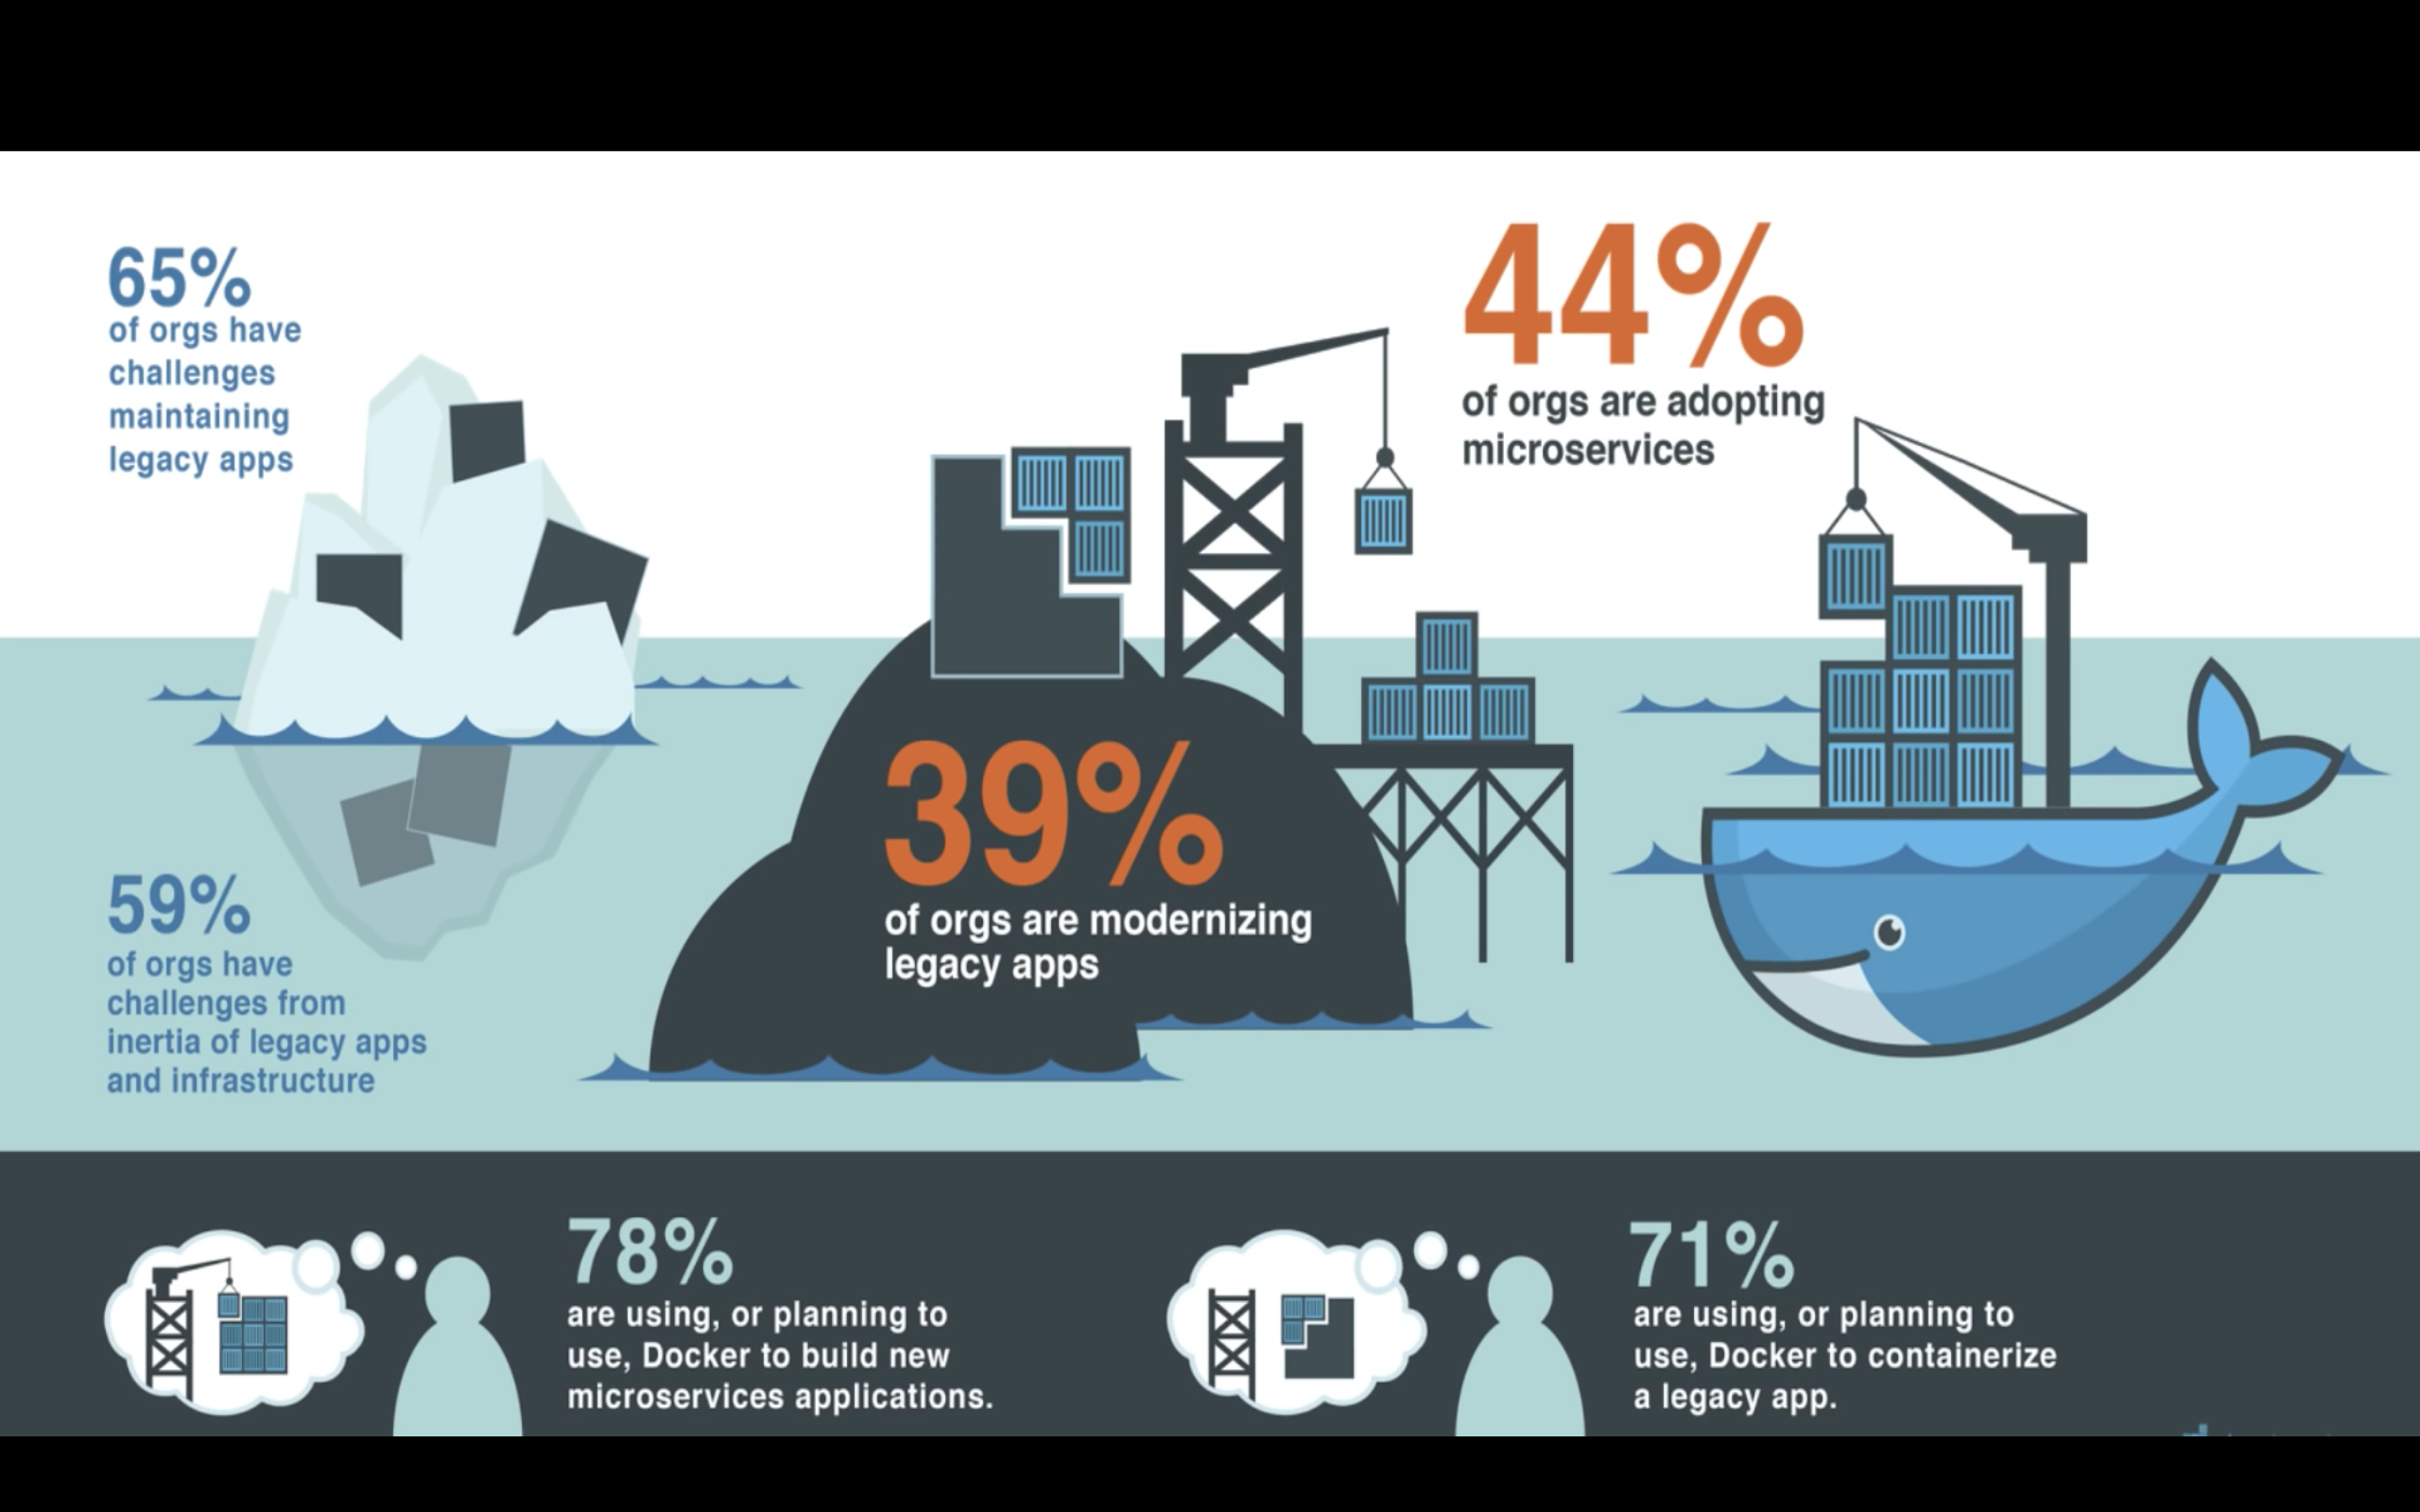 65%
of orgs have
challenges
maintaining
legacy apps
44%
of orgs are adopting
microservices
39%
of orgs are modernizing
legacy apps
59%
of orgs have
challenges from
inertia of legacy apps
and infrastructure
78%
are using, or planning to
use, Docker to build new
microservices applications.
71%
are using, or planning to
use, Docker to containerize
a legacy app.